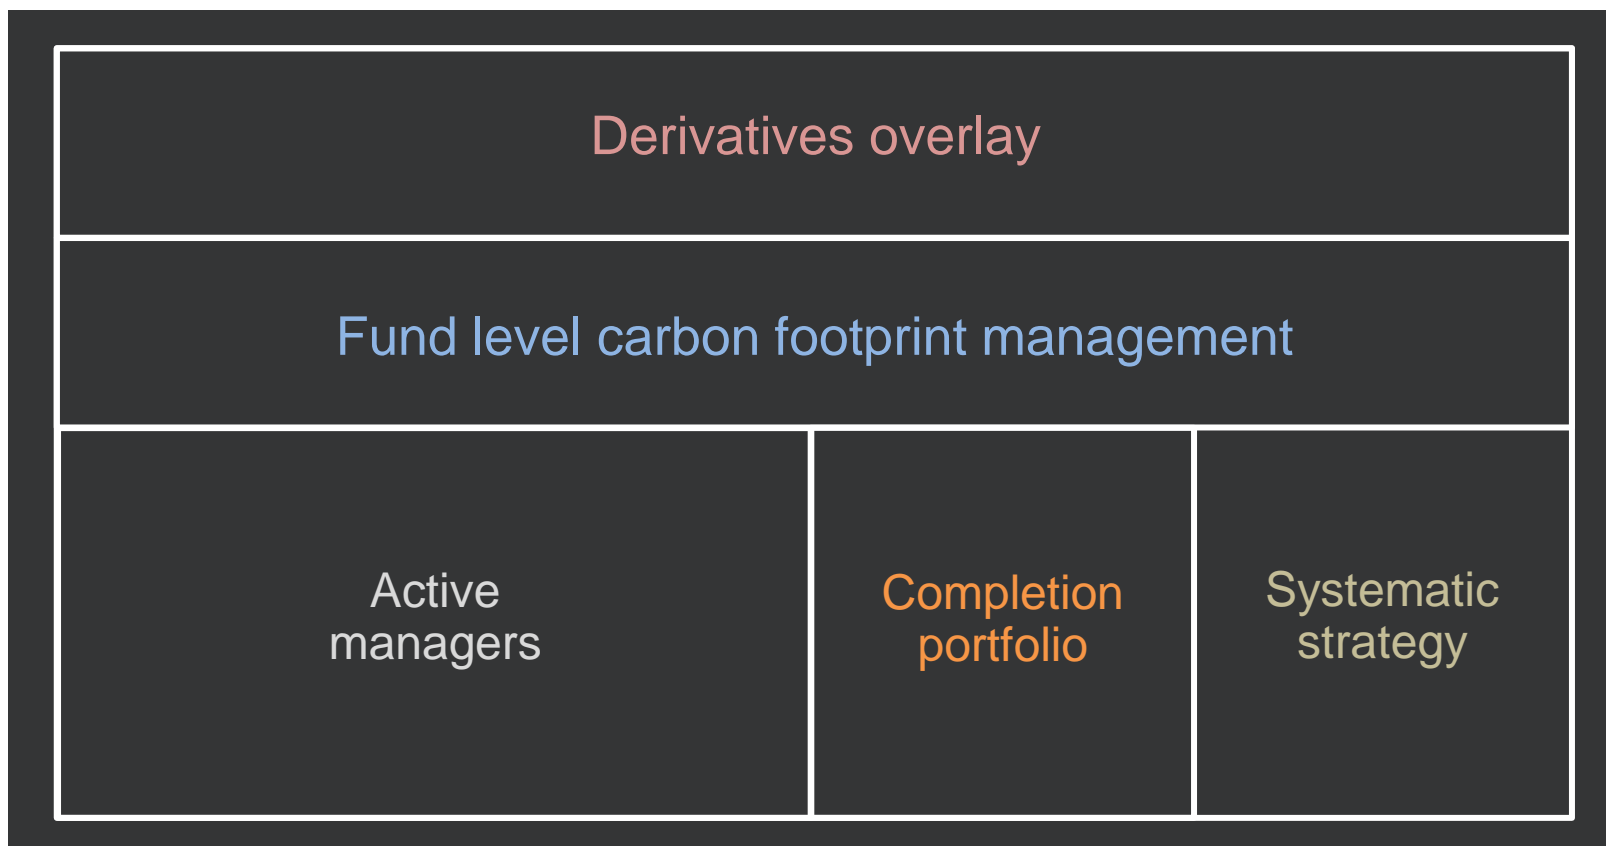 Derivatives overlay
Fund level carbon footprint management
Active
managers
Completion
portfolio
Systematic
strategy